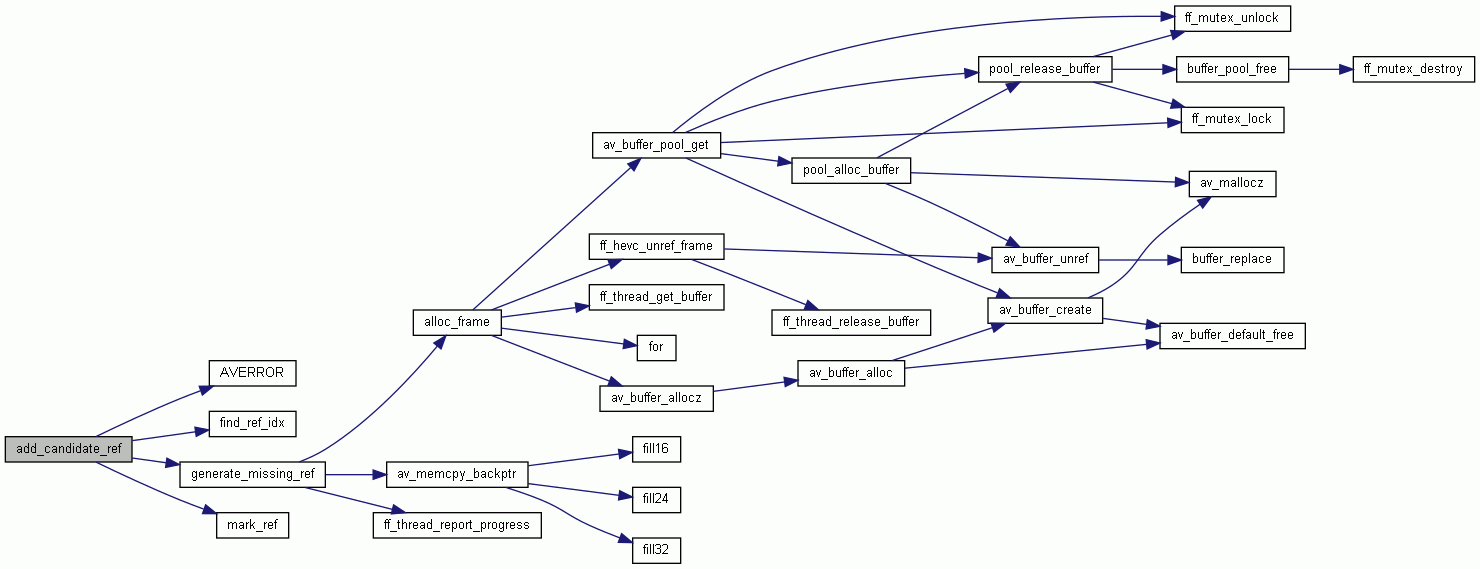 ff_mutex_unlock
pool_release_buffer
buffer_pool_free
ff_mutex_destroy
ff_mutex_lock
av_buffer_pool_get
pool_alloc_buffer
av_mallocz
ff_hevc_unref_frame
av_buffer_unref
buffer_replace
ff_thread_get_buffer
av_buffer_create
alloc_frame
ff_thread_release_buffer
av_buffer_default_free
for
AVERROR
av_buffer_alloc
av_buffer_allocz
find_ref_idx
add_candidate_ref
fill16
generate_missing_ref
av_memcpy_backptr
fill24
mark_ref
ff_thread_report_progress
fill32